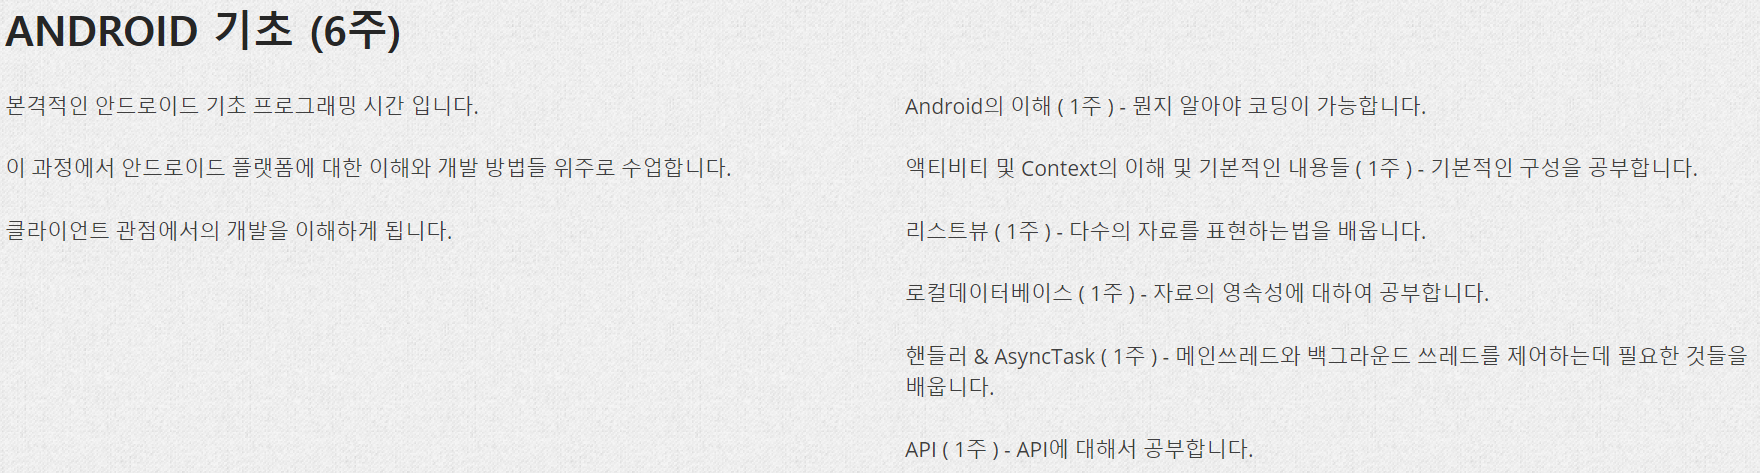 ANDROID 기초 (6주)
본격적인 안드로이드 기초 프로그래밍 시간 입니다.
이 과정에서 안드로이드 플랫폼에 대한 이해와 개발 방법들 위주로 수업합니다.
클라이언트 관점에서의 개발을 이해하게 됩니다.
Android의 이해 ( 1주 ) - 뭔지 알아야 코딩이 가능합니다.
액티비티 및 Context의 이해 및 기본적인 내용들 ( 1주 ) - 기본적인 구성을 공부합니다.
리스트뷰 ( 1주 ) - 다수의 자료를 표현하는법을 배웁니다.
로컬데이터베이스 ( 1주 ) - 자료의 영속성에 대하여 공부합니다.
핸들러 & AsyncTask ( 1주 ) - 메인쓰레드와 백그라운드 쓰레드를 제어하는데 필요한 것들을
배웁니다.
API ( 1주 ) - API에 대해서 공부합니다.